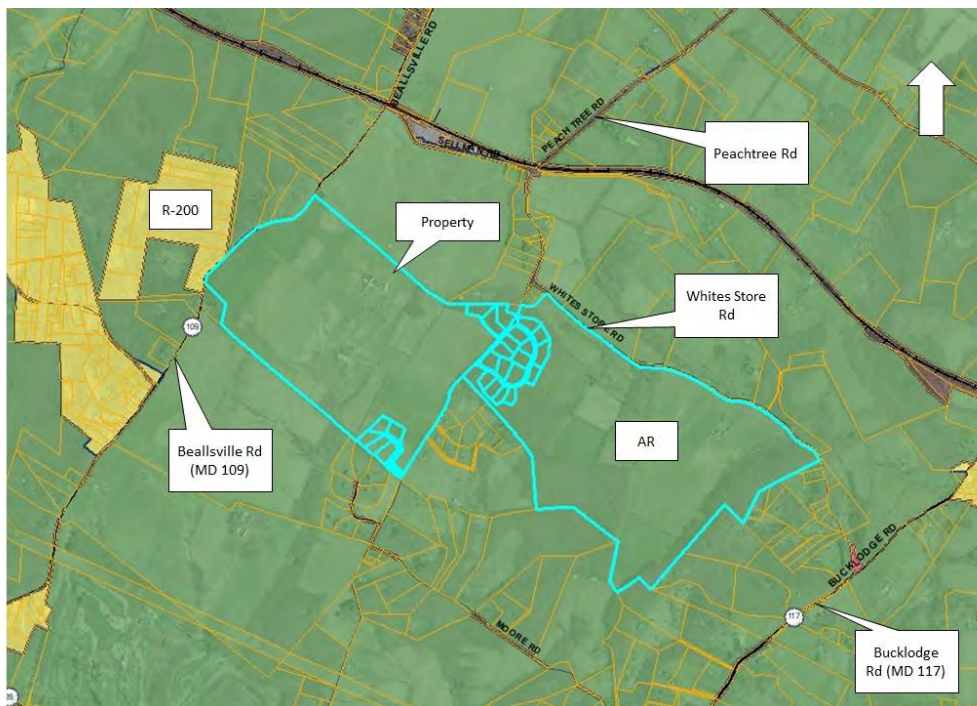 BEALLSVILLE RD
PEACH TREE RD
Peachtree Rd
R-200
Property
WHITES STORE RD
Whites Store
Rd
109
Beallsville Rd
(MD 109)
AR
BUCKLODGE RD
117
MOORE RD
Bucklodge
Rd (MD 117)